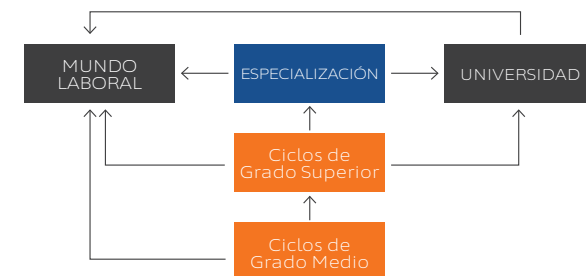 MUNDO
LABORAL
ESPECIALIZACIÓN
UNIVERSIDAD
Ciclos de
Grado Superior
Ciclos de
Grado Medio